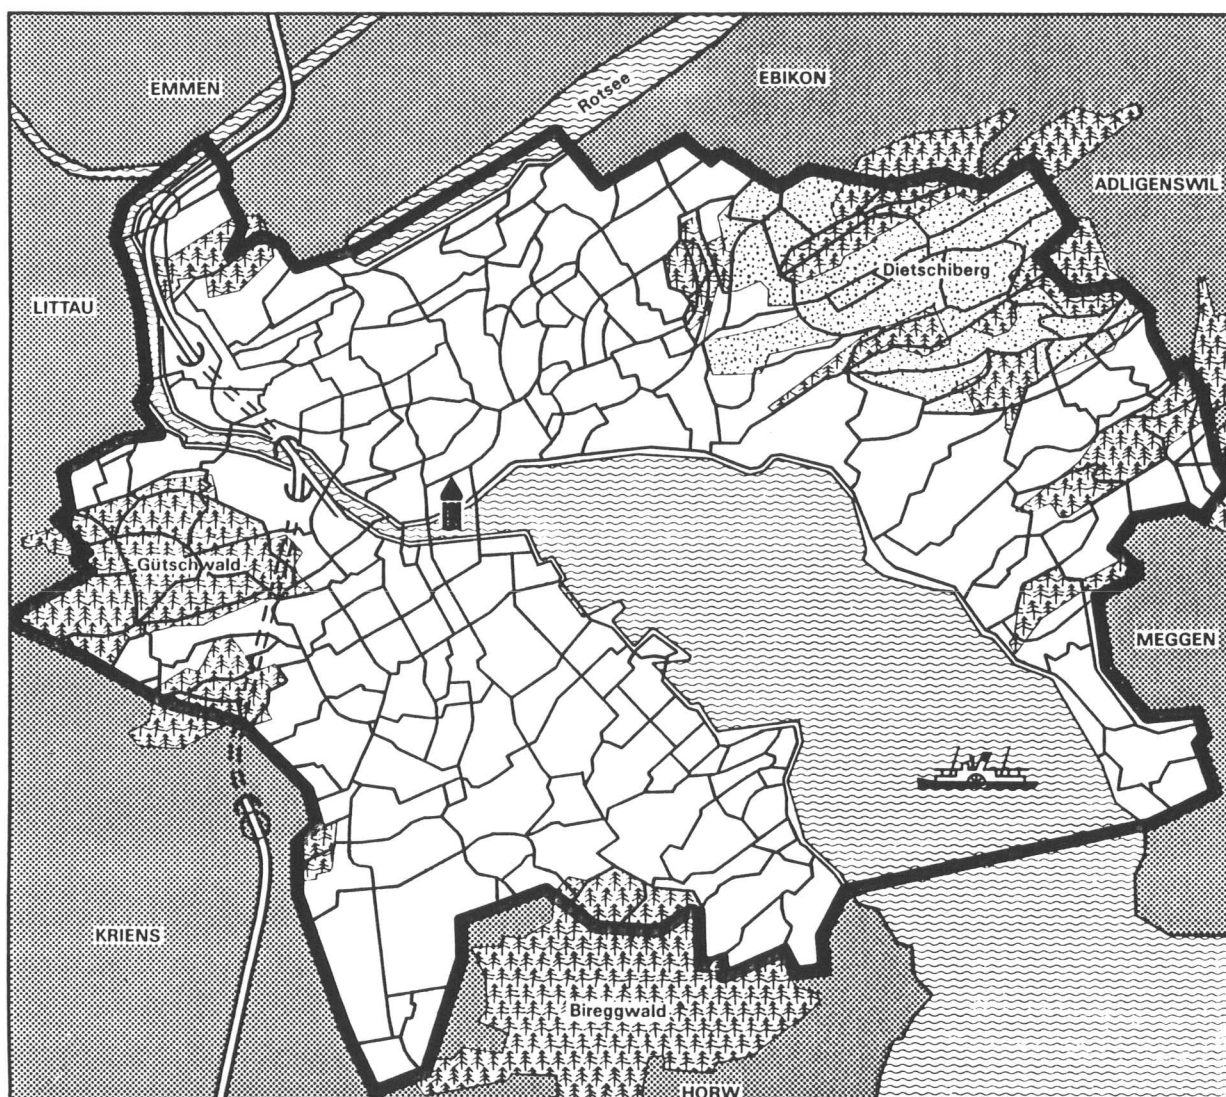 EMMEN
EBIKON
Rotsee
ADLIGENSWIL
Dietschiberg
LITTAU
Gütschwald
MEGGEN
KRIENS
Bireggwald
HORW